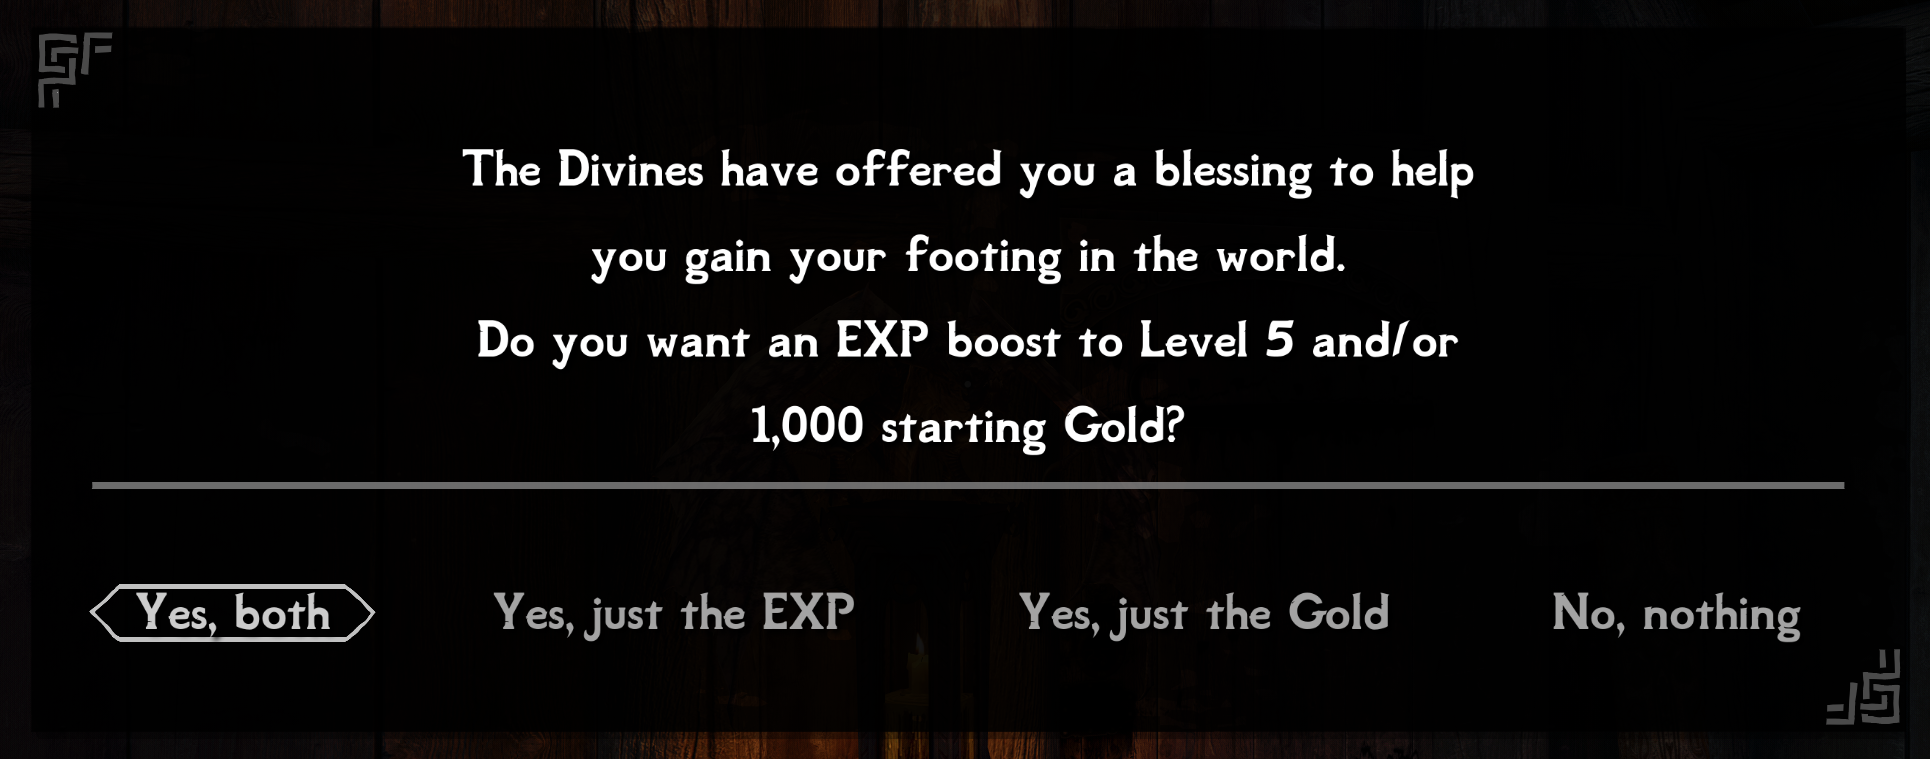 The Divines have offered you a blessing to help
you gain your footing in the world.
Do you want an EXP boost to Level 5 and/or
1,000 starting Gold?
Yes, both
Yes, just the EXP
Yes, just the Gold
No, nothing